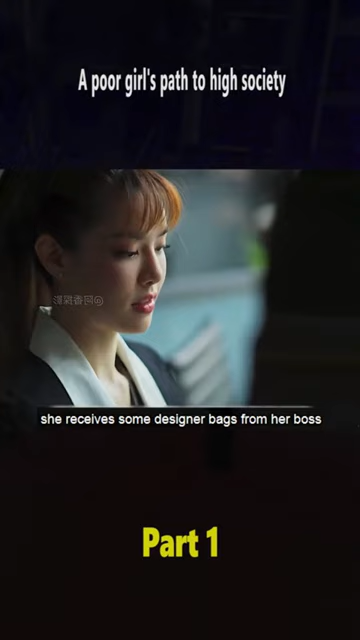 A poor girl's path to high society
she receives some designer bags from her boss
Part 1